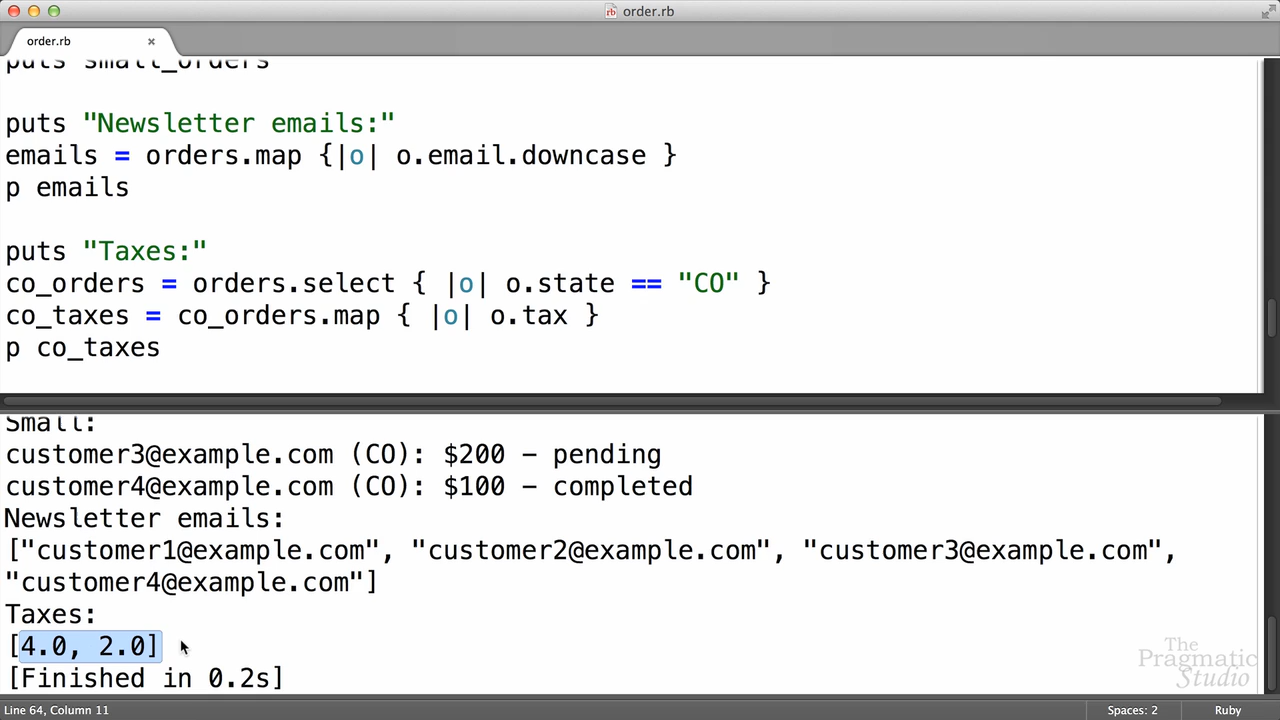 order.rb
order.rb
puts small_orders
puts "Newsletter emails:"
emails = orders.map {|o| o.email.downcase }
p emails
puts "Taxes:"
co_orders = orders.select { |o| o.state == "CO" }
co_taxes = co_orders.map { |o| o.tax }
p co_taxes
Small:
customer3@example.com (CO): $200 - pending
customer4@example.com (CO): $100 - completed
Newsletter emails:
["customer1@example.com", "customer2@example.com", "customer3@example.com",
"customer4@example.com"]
Taxes:
[4.0, 2.0]
[Finished in 0.2s]
The
Pragmatic
Studio
Line 64, Column 11
Spaces: 2
Ruby